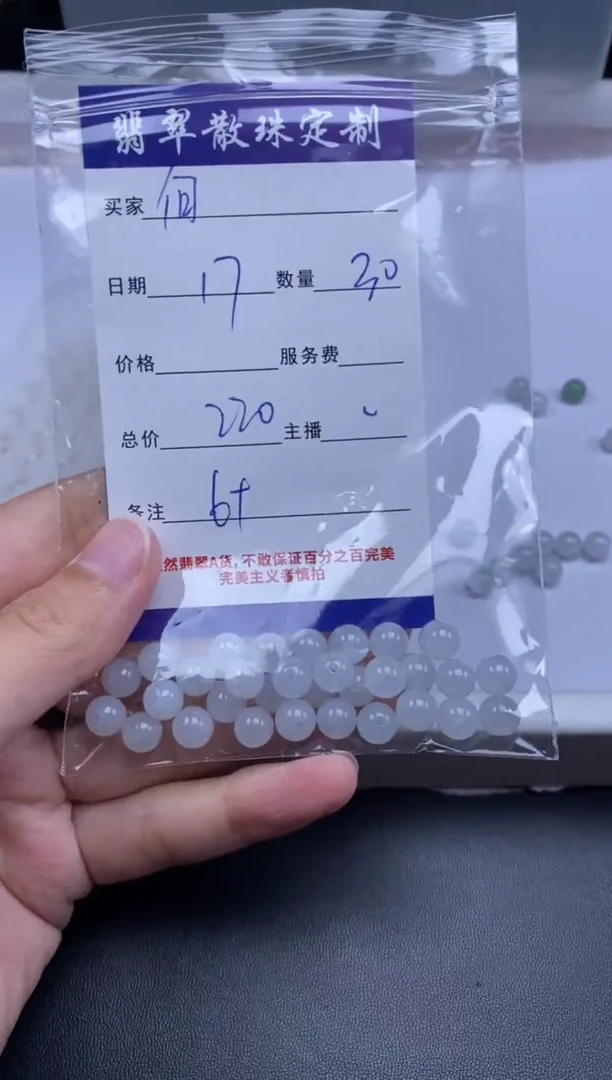 翡翠散珠定制
买家
日期 17 数量 30
价格 服务费
总价 220 主播
备注 6+
然翡翠A货,不敢保证百分之百完美
完美主义者慎拍